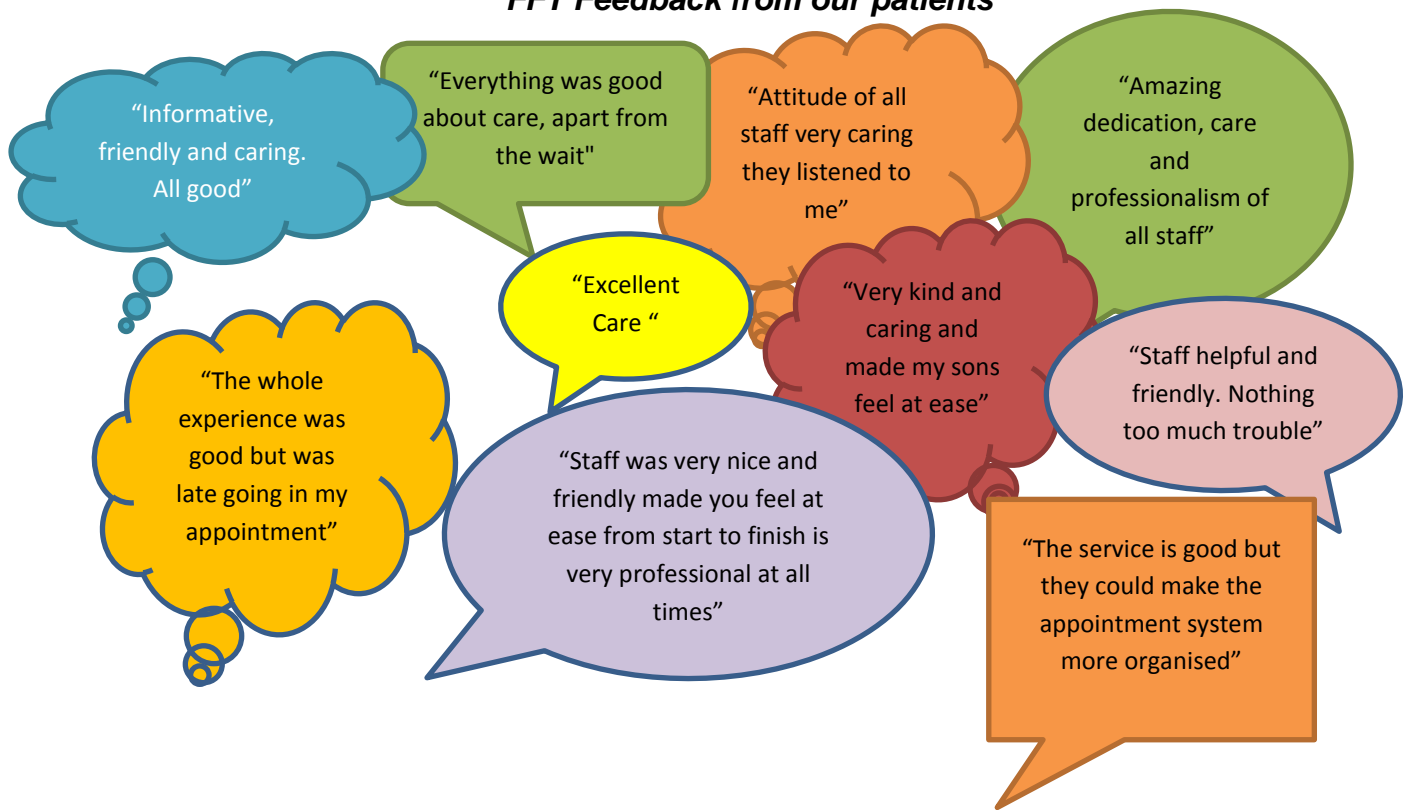 FFT Feedback from our patients
“Informative,
friendly and caring.
All good”
“Everything was good
about care, apart from
the wait"
“Attitude of all
staff very caring
they listened to
me”
“Amazing
dedication, care
and
professionalism of
all staff”
“Excellent
Care “
“Very kind and
caring and
made my sons
feel at ease”
“Staff helpful and
friendly. Nothing
too much trouble”
“The whole
experience was
good but was
late going in my
appointment”
“Staff was very nice and
friendly made you feel at
ease from start to finish is
very professional at all
times”
“The service is good but
they could make the
appointment system
more organised”